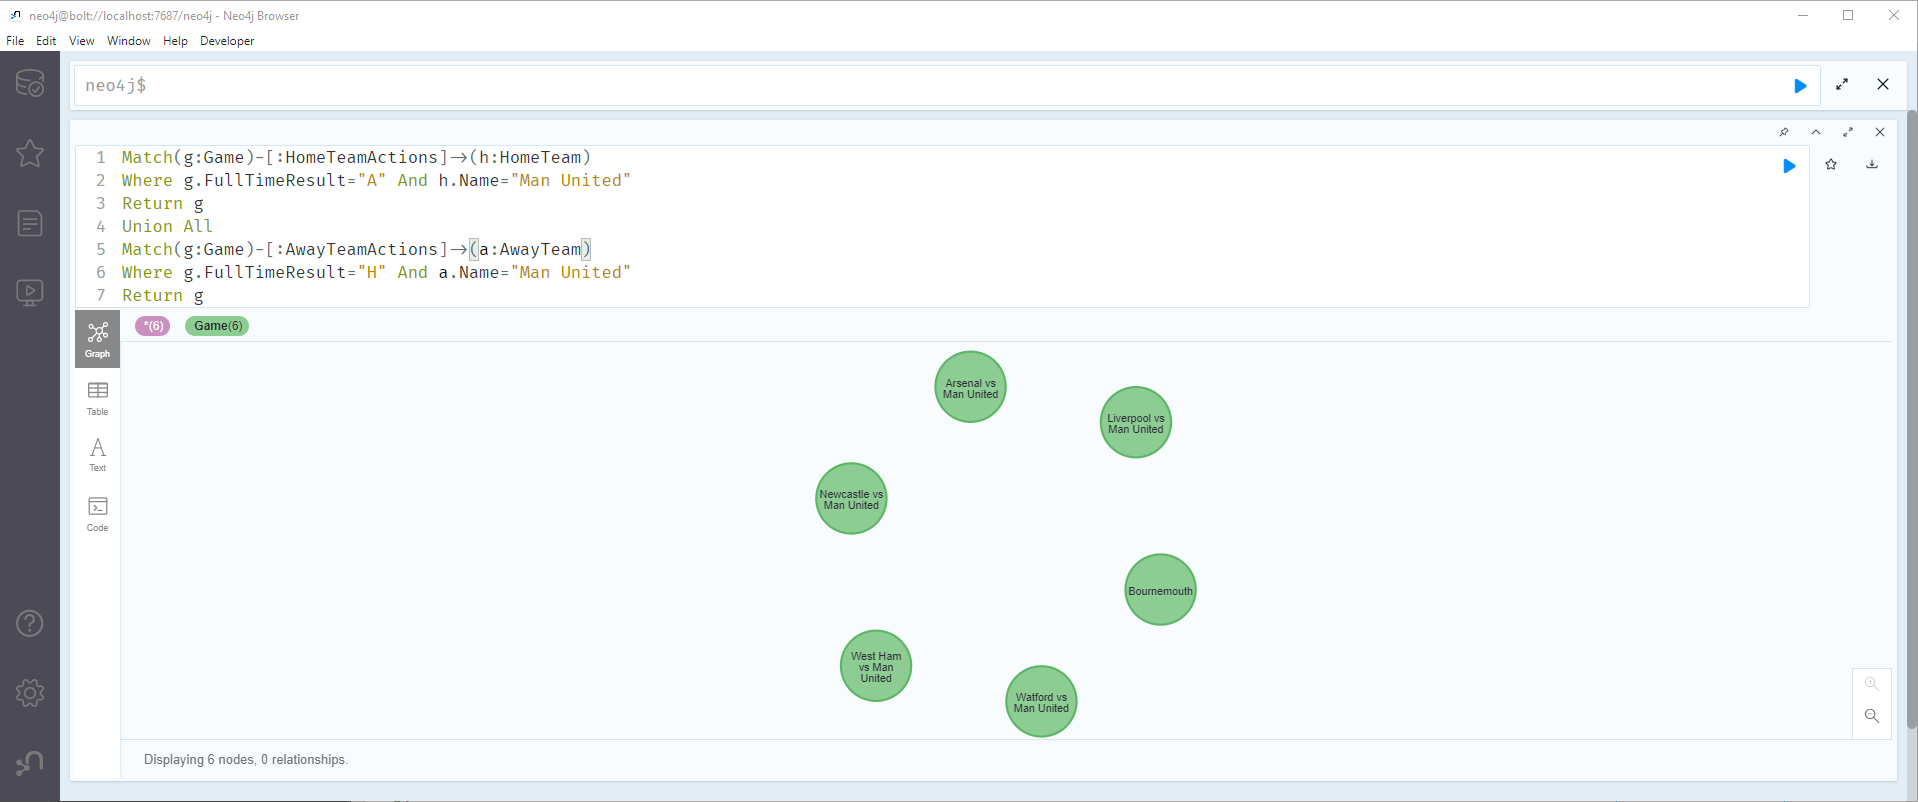 neo4j@bolt://localhost:7687/neo4j - Neo4j Browser
File Edit View Window Help Developer
neo4j$
1 Match(g:Game)-[:HomeTeamActions]->(h:HomeTeam)
2 Where g.FullTimeResult="A" And h.Name="Man United"
3 Return g
4 Union All
5 Match(g:Game)-[:AwayTeamActions]->(a:AwayTeam)
6 Where g.FullTimeResult="H" And a.Name="Man United"
7 Return g
*(6) Game(6)
Graph
Table
Text
Code
Arsenal vs
Man United
Liverpool vs
Man United
Newcastle vs
Man United
Bournemouth
West Ham
vs Man
United
Watford vs
Man United
Displaying 6 nodes, 0 relationships.